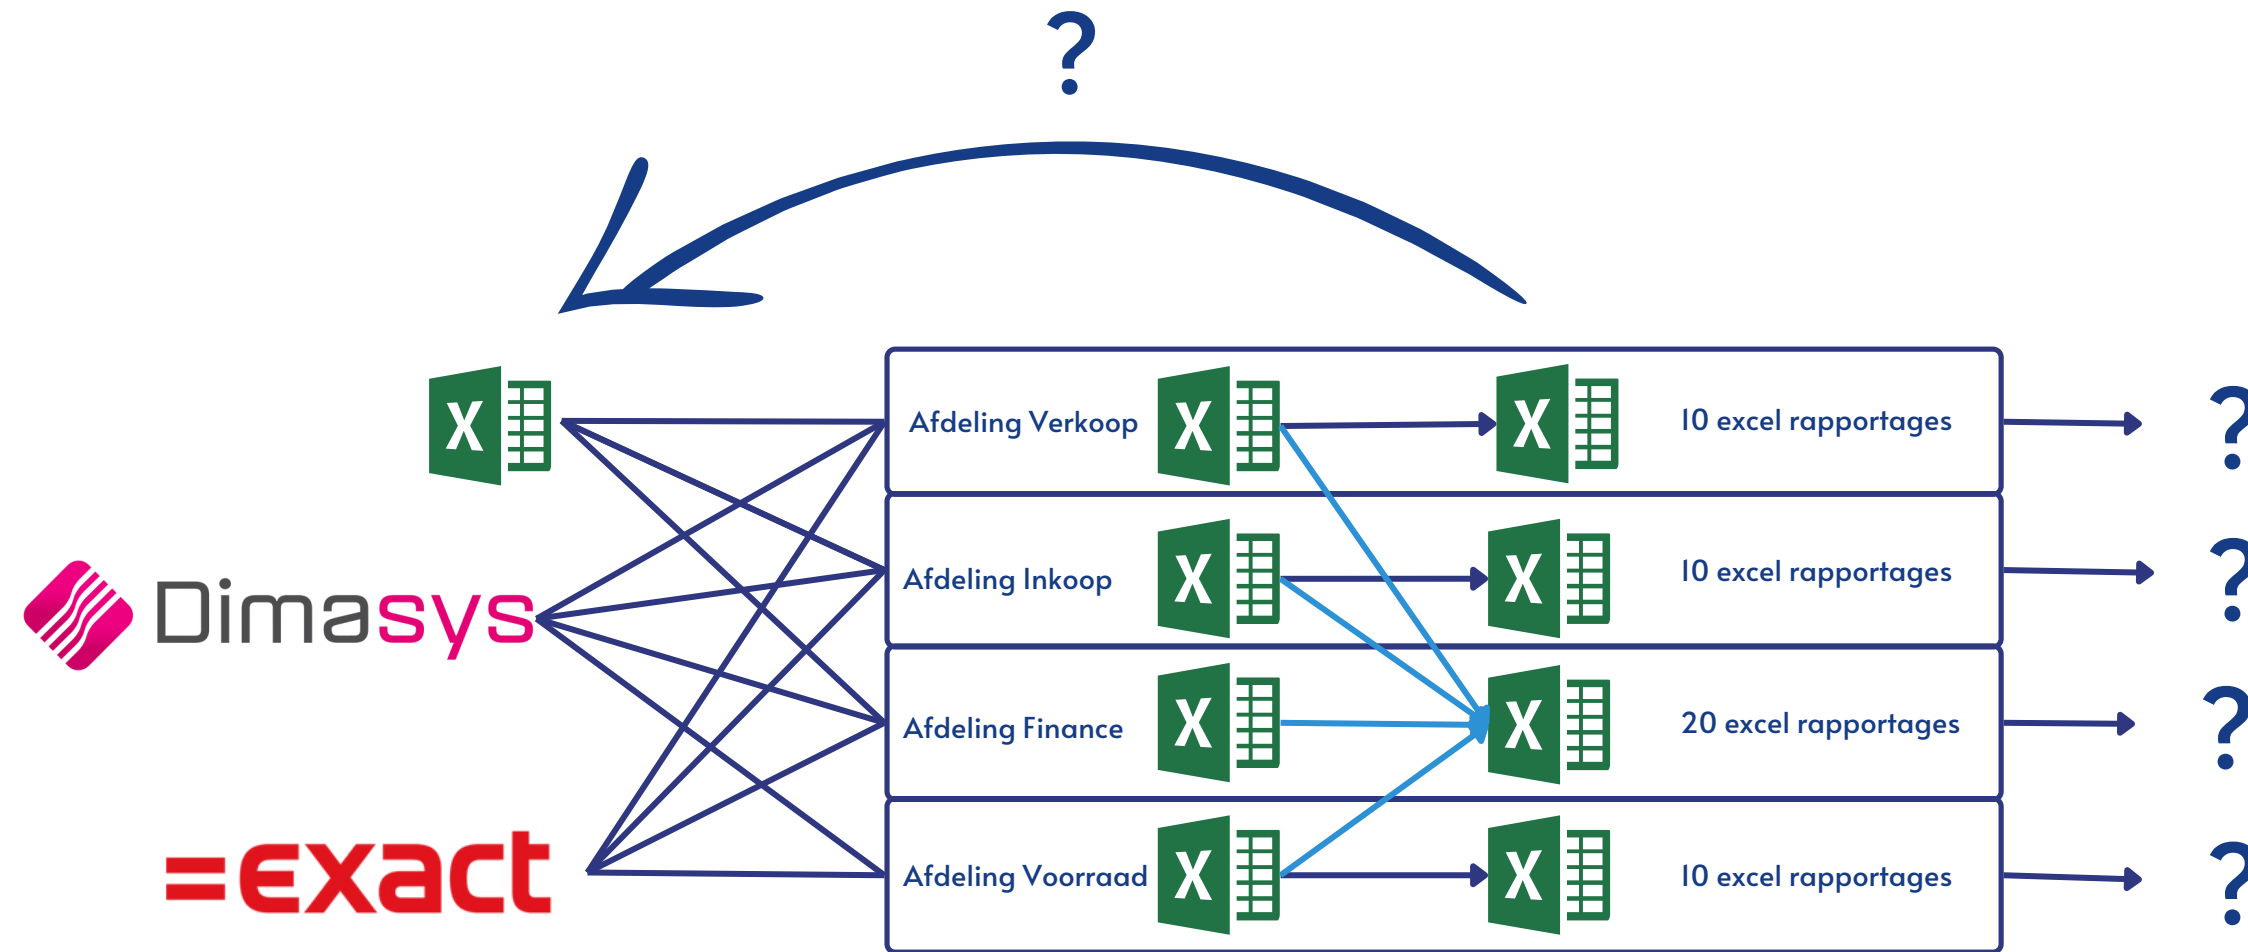 ?
X
Afdeling Verkoop
X
X
10 excel rapportages
?
Afdeling Inkoop
X
X
10 excel rapportages
?
Dimasys
Afdeling Finance
X
X
20 excel rapportages
?
=exact
Afdeling Voorraad
X
X
10 excel rapportages
?